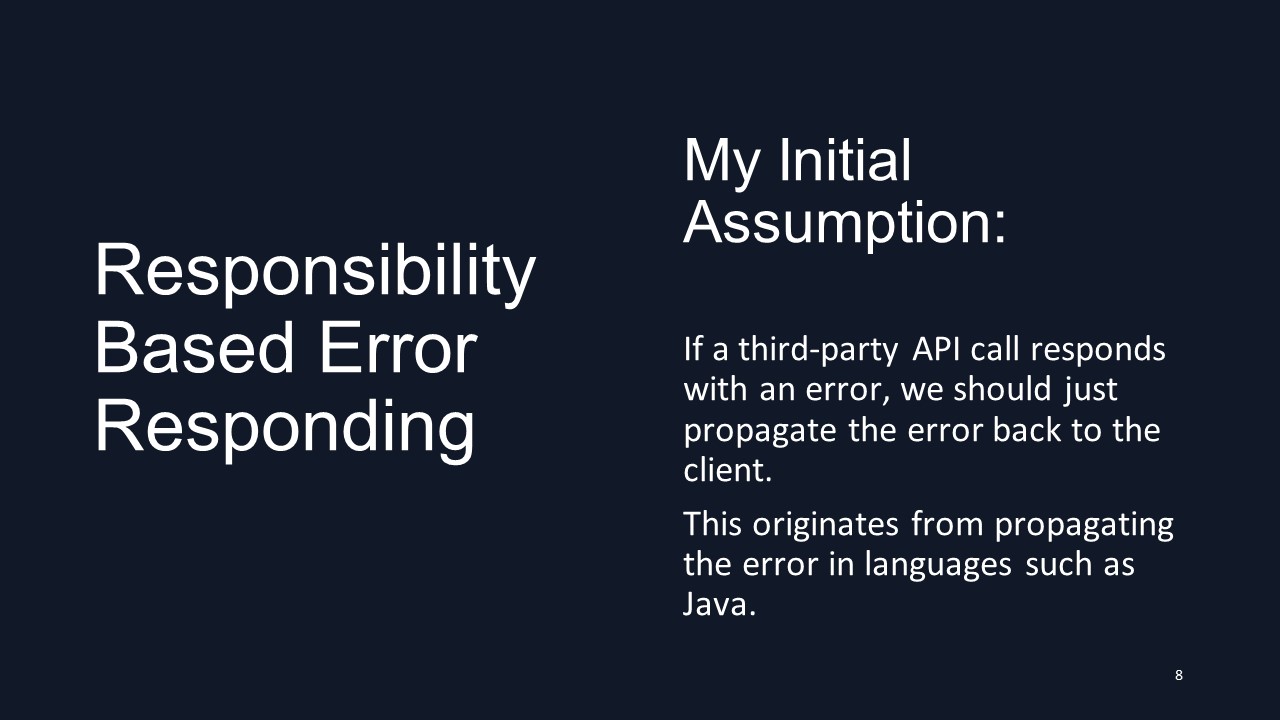 Responsibility
Based Error
Responding
My Initial
Assumption:
If a third-party API call responds
with an error, we should just
propagate the error back to the
client.
This originates from propagating
the error in languages such as
Java.
8